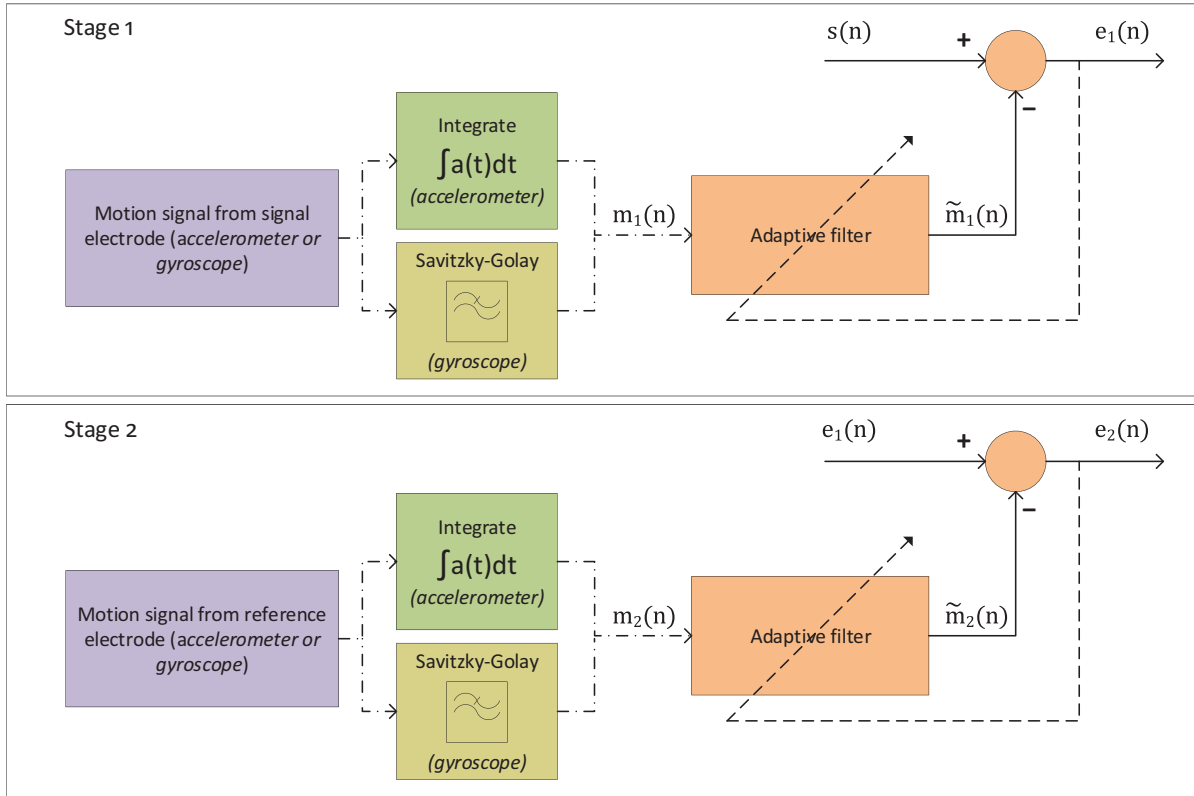 Stage 1
s(n)
+
e₁(n)
−
Integrate
∫a(t)dt
(accelerometer)
Motion signal from signal
electrode (accelerometer or
gyroscope)
m₁(n)
Adaptive filter
m̃₁(n)
Savitzky-Golay
(gyroscope)
Stage 2
e₁(n)
+
e₂(n)
−
Integrate
∫a(t)dt
(accelerometer)
Motion signal from reference
electrode (accelerometer or
gyroscope)
m₂(n)
Adaptive filter
m̃₂(n)
Savitzky-Golay
(gyroscope)